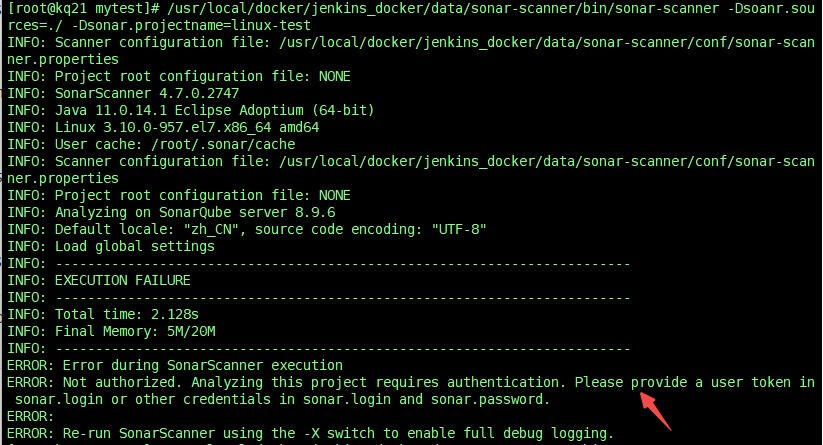 [root@kq21 mytest]# /usr/local/docker/jenkins_docker/data/sonar-scanner/bin/sonar-scanner -Dsoanr.sou
rces=./ -Dsonar.projectname=linux-test
INFO: Scanner configuration file: /usr/local/docker/jenkins_docker/data/sonar-scanner/conf/sonar-scan
ner.properties
INFO: Project root configuration file: NONE
INFO: SonarScanner 4.7.0.2747
INFO: Java 11.0.14.1 Eclipse Adoptium (64-bit)
INFO: Linux 3.10.0-957.el7.x86_64 amd64
INFO: User cache: /root/.sonar/cache
INFO: Scanner configuration file: /usr/local/docker/jenkins_docker/data/sonar-scanner/conf/sonar-scan
ner.properties
INFO: Project root configuration file: NONE
INFO: Analyzing on SonarQube server 8.9.6
INFO: Default locale: "zh_CN", source code encoding: "UTF-8"
INFO: Load global settings
INFO: ------------------------------------------------------------------------
INFO: EXECUTION FAILURE
INFO: ------------------------------------------------------------------------
INFO: Total time: 2.128s
INFO: Final Memory: 5M/20M
INFO: ------------------------------------------------------------------------
ERROR: Error during SonarScanner execution
ERROR: Not authorized. Analyzing this project requires authentication. Please provide a user token in
 sonar.login or other credentials in sonar.login and sonar.password.
ERROR:
ERROR: Re-run SonarScanner using the -X switch to enable full debug logging.